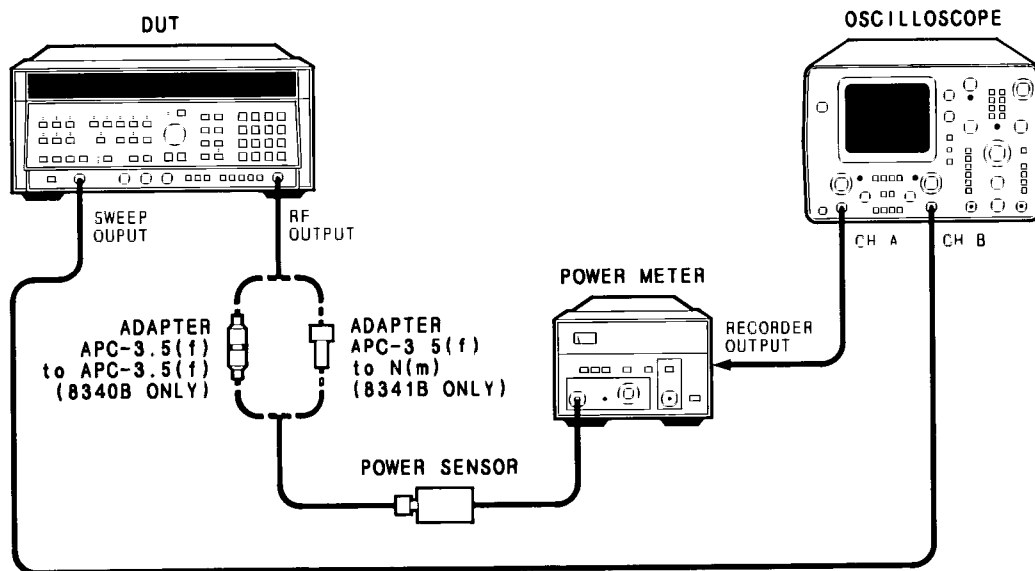 DUT
OSCILLOSCOPE
SWEEP
OUPUT
RF
OUTPUT
CH A
CH B
POWER METER
ADAPTER
APC-3.5(f)
to APC-3.5(f)
(8340B ONLY)
ADAPTER
APC-3 5(f)
to N(m)
(8341B ONLY)
RECORDER
OUTPUT
POWER SENSOR